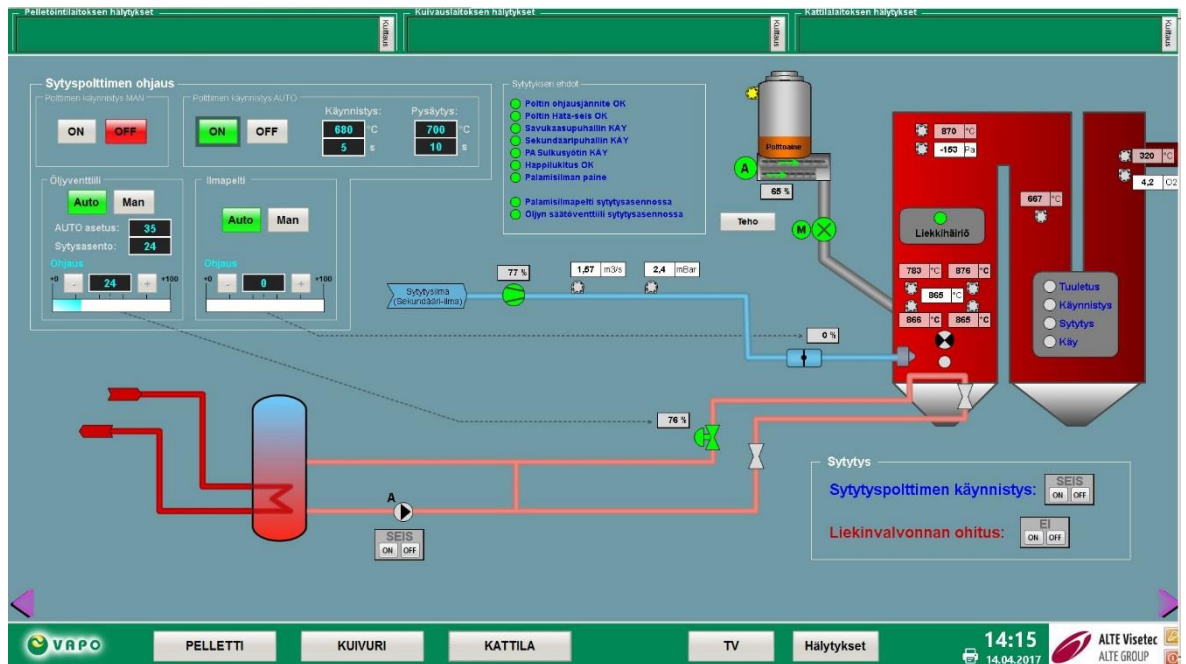 Pelletöintilaitoksen hälytykset
Kuivauslaitoksen hälytykset
Kattilalaitoksen hälytykset
Kuittaus
Kuittaus
Kuittaus
Sytyspolttimen ohjaus
Polttimen käynnistys MAN
ON OFF
Polttimen käynnistys AUTO
ON OFF
Käynnistys: Pysäytys:
680 °C 700 °C
5 s 10 s
Öljyventtiili
Auto Man
AUTO asetus: 35
Sytysasento: 24
Ohjaus
+0 - 24 + +100
Ilmapelti
Auto Man
Ohjaus
+0 - 0 + +100
Sytytyksen ehdot
Poltin ohjausjännite OK
Poltin Hätä-seis OK
Savukaasupuhallin KÄY
Sekundääripuhallin KÄY
PA Sulkusyötin KÄY
Happilukitus OK
Palamisilman paine
Palamisilmapelti sytytysasennossa
Öljyn säätöventtiili sytytysasennossa
Polttoaine
A
65 %
Teho
M
870 °C
-153 Pa
320 °C
4,2 O2
667 °C
Liekkihäiriö
783 °C 876 °C
865 °C
866 °C 865 °C
Tuuletus
Käynnistys
Sytytys
Käy
Sytytysilma
(Sekundääri-ilma)
77 %
1,57 m3/s
2,4 mBar
0 %
76 %
A
SEIS
ON OFF
Sytytys
Sytytyspolttimen käynnistys: SEIS
ON OFF
Liekinvalvonnan ohitus: EI
ON OFF
VAPO
PELLETTI
KUIVURI
KATTILA
TV
Hälytykset
14:15
14.04.2017
ALTE Visetec
ALTE GROUP